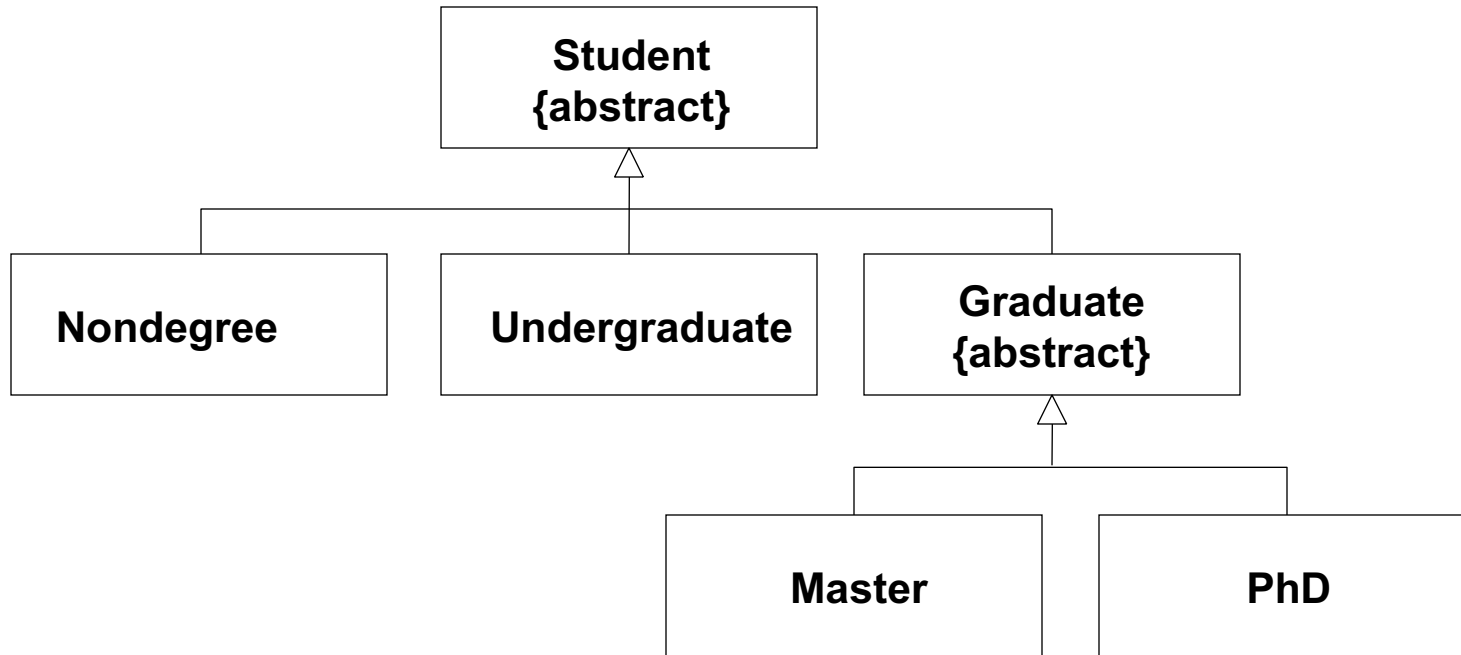 Student
{abstract}
Nondegree
Undergraduate
Graduate
{abstract}
Master
PhD